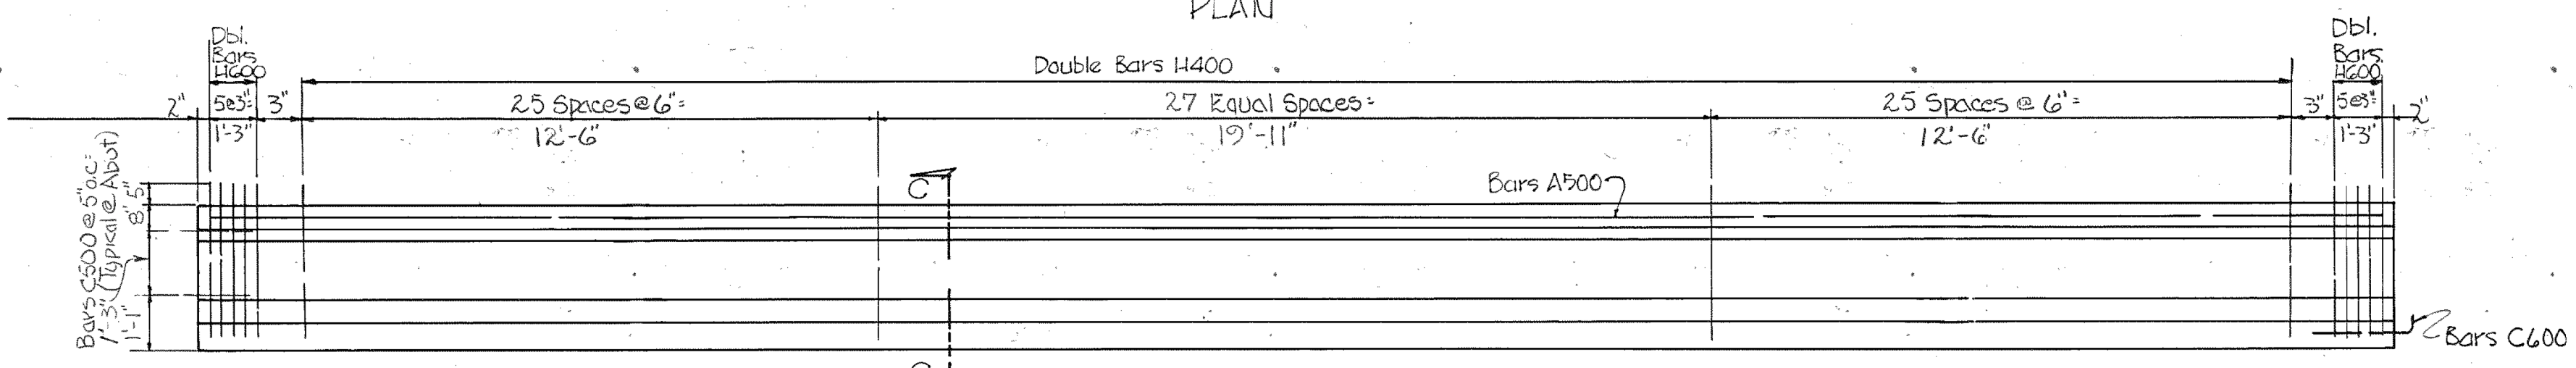 PLAN
Dbl.
Bars
H600
Double Bars H400
Dbl.
Bars
H600
2"
5@3"=
1'-3"
3"
25 Spaces@6"=
12'-6"
27 Equal Spaces=
19'-11"
25 Spaces @ 6"=
12'-6"
3"
5@3"=
1'-3"
2"
Bars C500@5"o.c.=
1'-3" (Typical @ Abut)
5"
8"
1'-1"
C
Bars A500
Bars C600